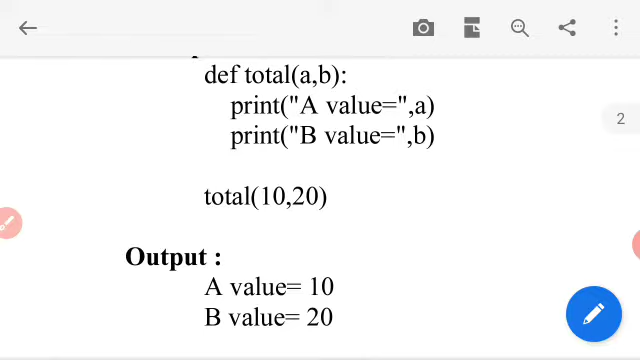 def total(a,b):
print("A value=",a)
print("B value=",b)
2
total(10,20)
Output :
A value= 10
B value= 20